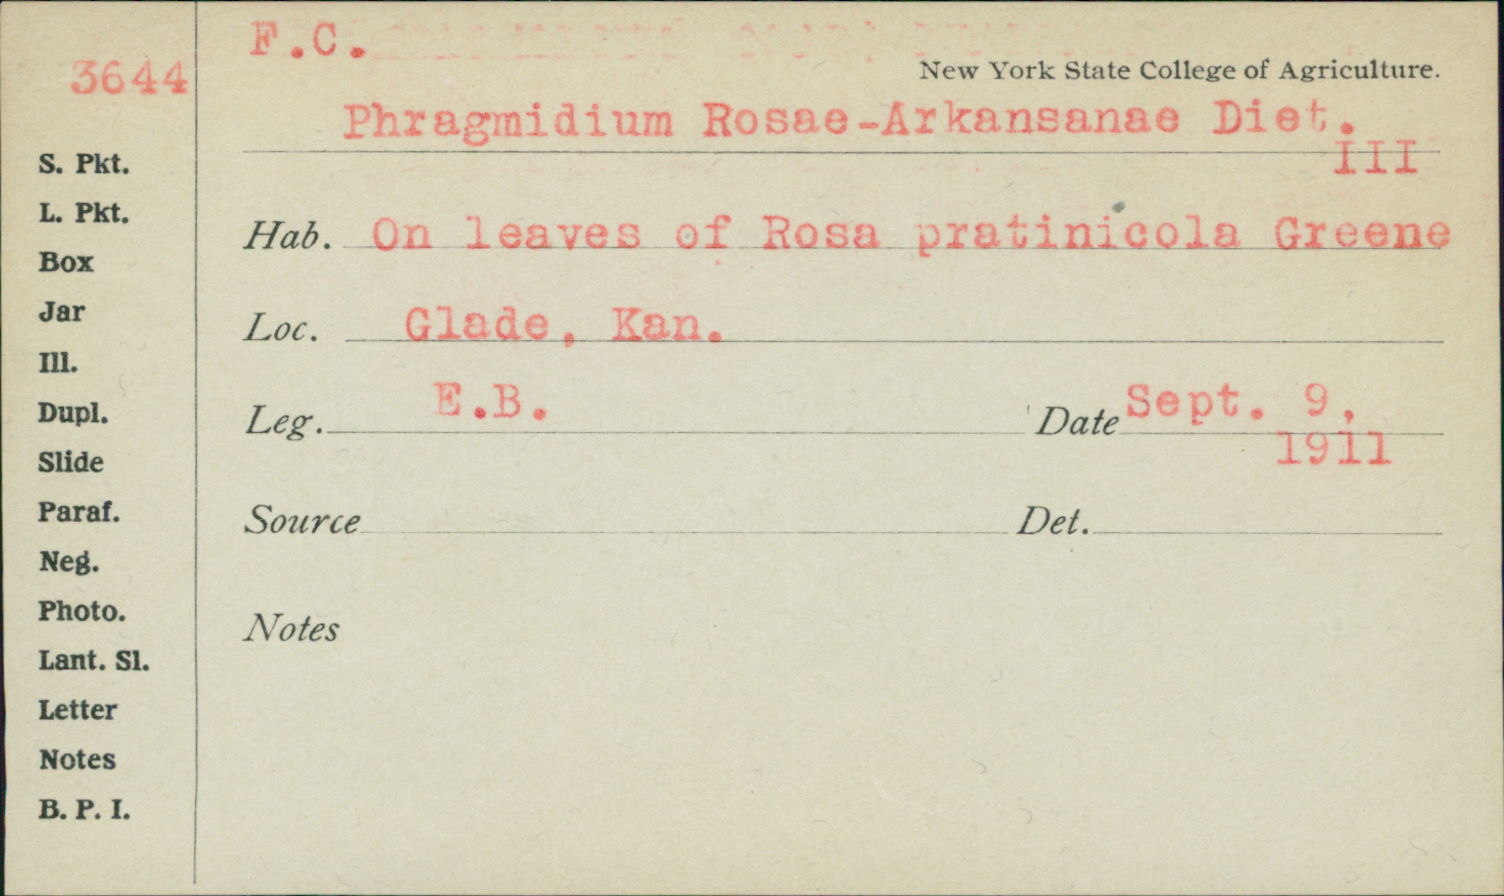 F.C.
3644
New York State College of Agriculture.
Phragmidium Rosae-Arkansanae Diet.
III
S. Pkt.
L. Pkt.
Hab. On leaves of Rosa pratinicola Greene
Box
Jar
Loc. Glade, Kan.
Ill.
Dupl.
Leg. E.B. Date Sept. 9,
1911
Slide
Paraf.
Source Det.
Neg.
Photo.
Notes
Lant. Sl.
Letter
Notes
B. P. I.